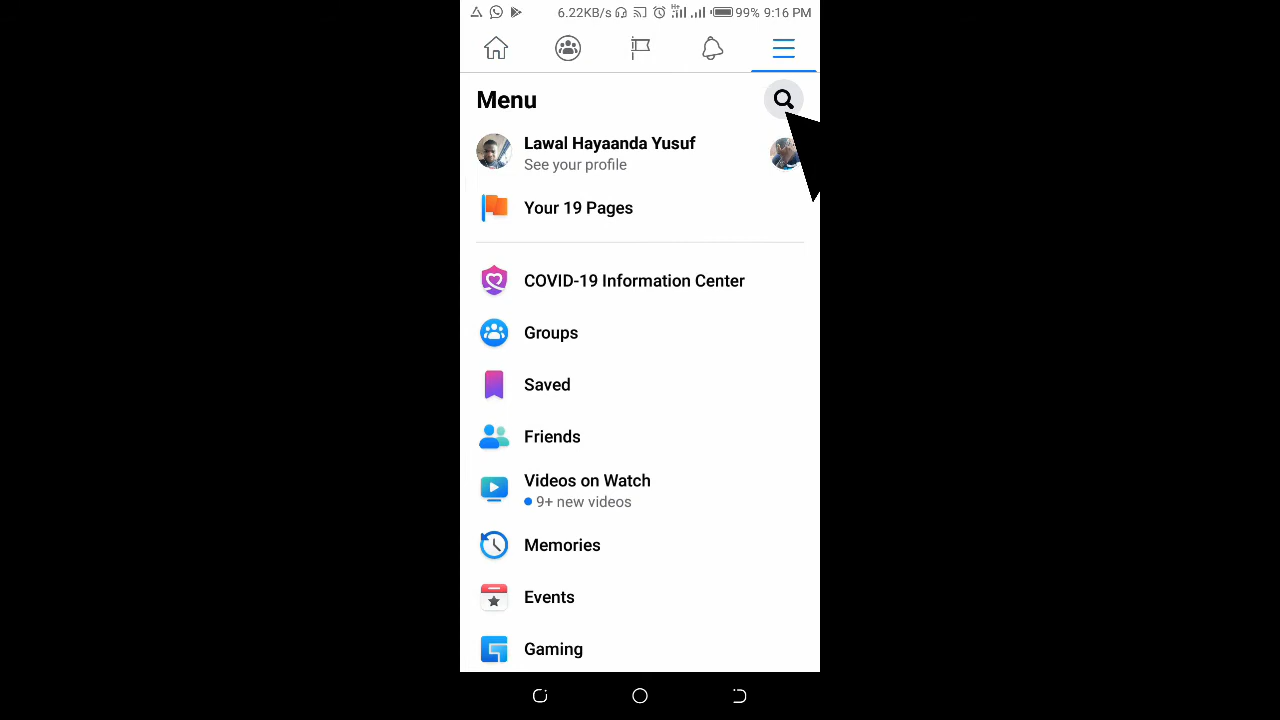 6.22KB/s H+ 99% 9:16 PM
Menu
Lawal Hayaanda Yusuf
See your profile
Your 19 Pages
COVID-19 Information Center
Groups
Saved
Friends
Videos on Watch
9+ new videos
Memories
Events
Gaming